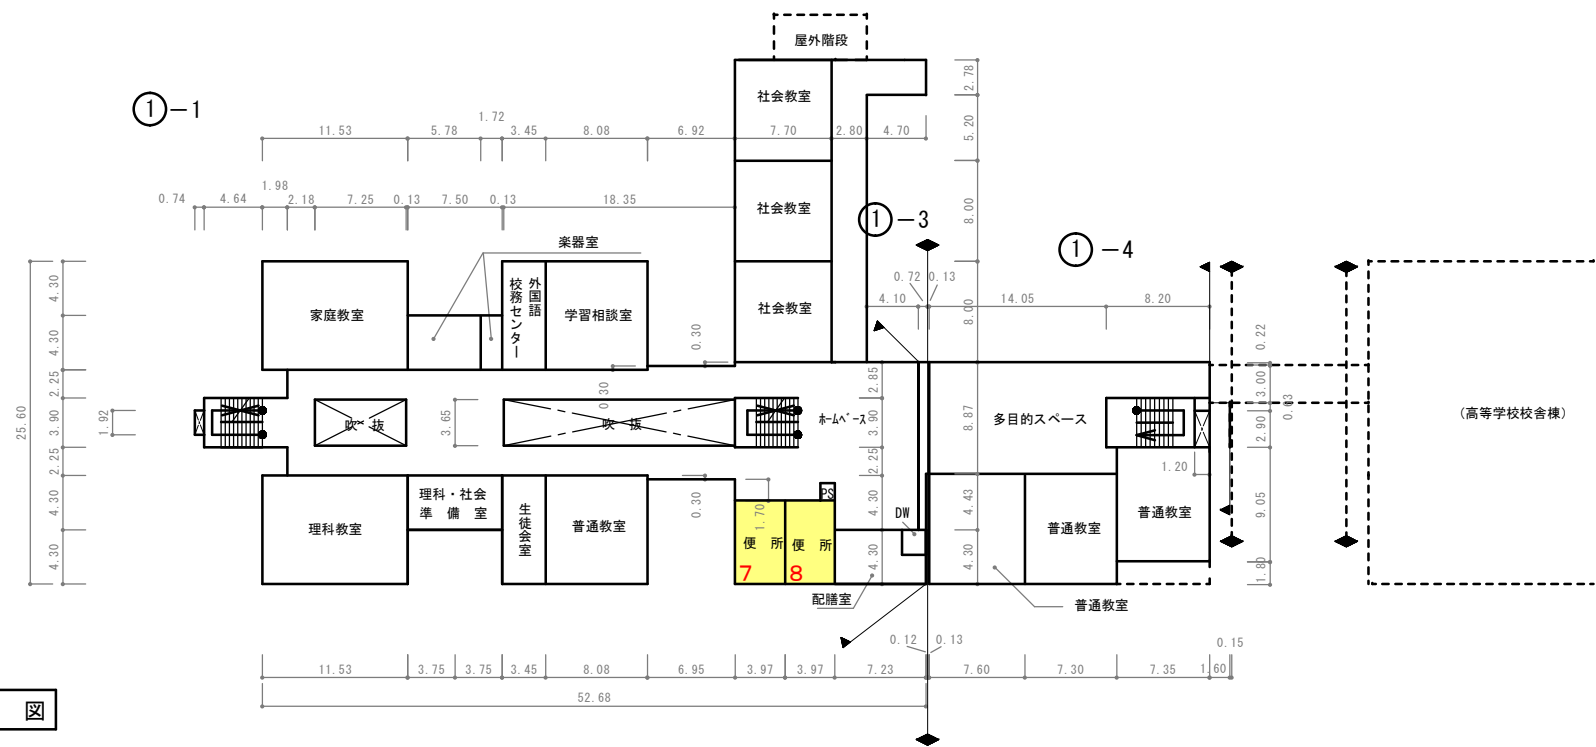 屋外階段
2.78
社会教室
①-1
1.72
11.53 5.78 3.45 8.08 6.92 7.70 2.80 4.70
5.20
1.98
0.74 4.64 2.18 7.25 0.13 7.50 0.13 18.35
社会教室
8.00
①-3
①-4
楽器室
0.72 0.13
4.10 14.05 8.20
8.00
4.30
家庭教室
外国語
校務センター
学習相談室
社会教室
4.30
0.30
0.22
2.25
0.30
2.85
3.00
0.03
25.60
1.92
3.90
吹 抜
3.65
吹 抜
ホームベース
3.90
8.87
多目的スペース
2.90
(高等学校校舎棟)
2.25
2.25
1.20
4.30
理科教室
理科・社会
準 備 室
生徒会室
普通教室
0.30
1.70
PS
4.30
DW
4.43
普通教室
普通教室
9.05
4.30
便 所
便 所
7
8
4.30
4.30
1.80
配膳室
普通教室
0.12 0.13
0.15
11.53 3.75 3.75 3.45 8.08 6.95 3.97 3.97 7.23 7.60 7.30 7.35 1.60
52.68
図